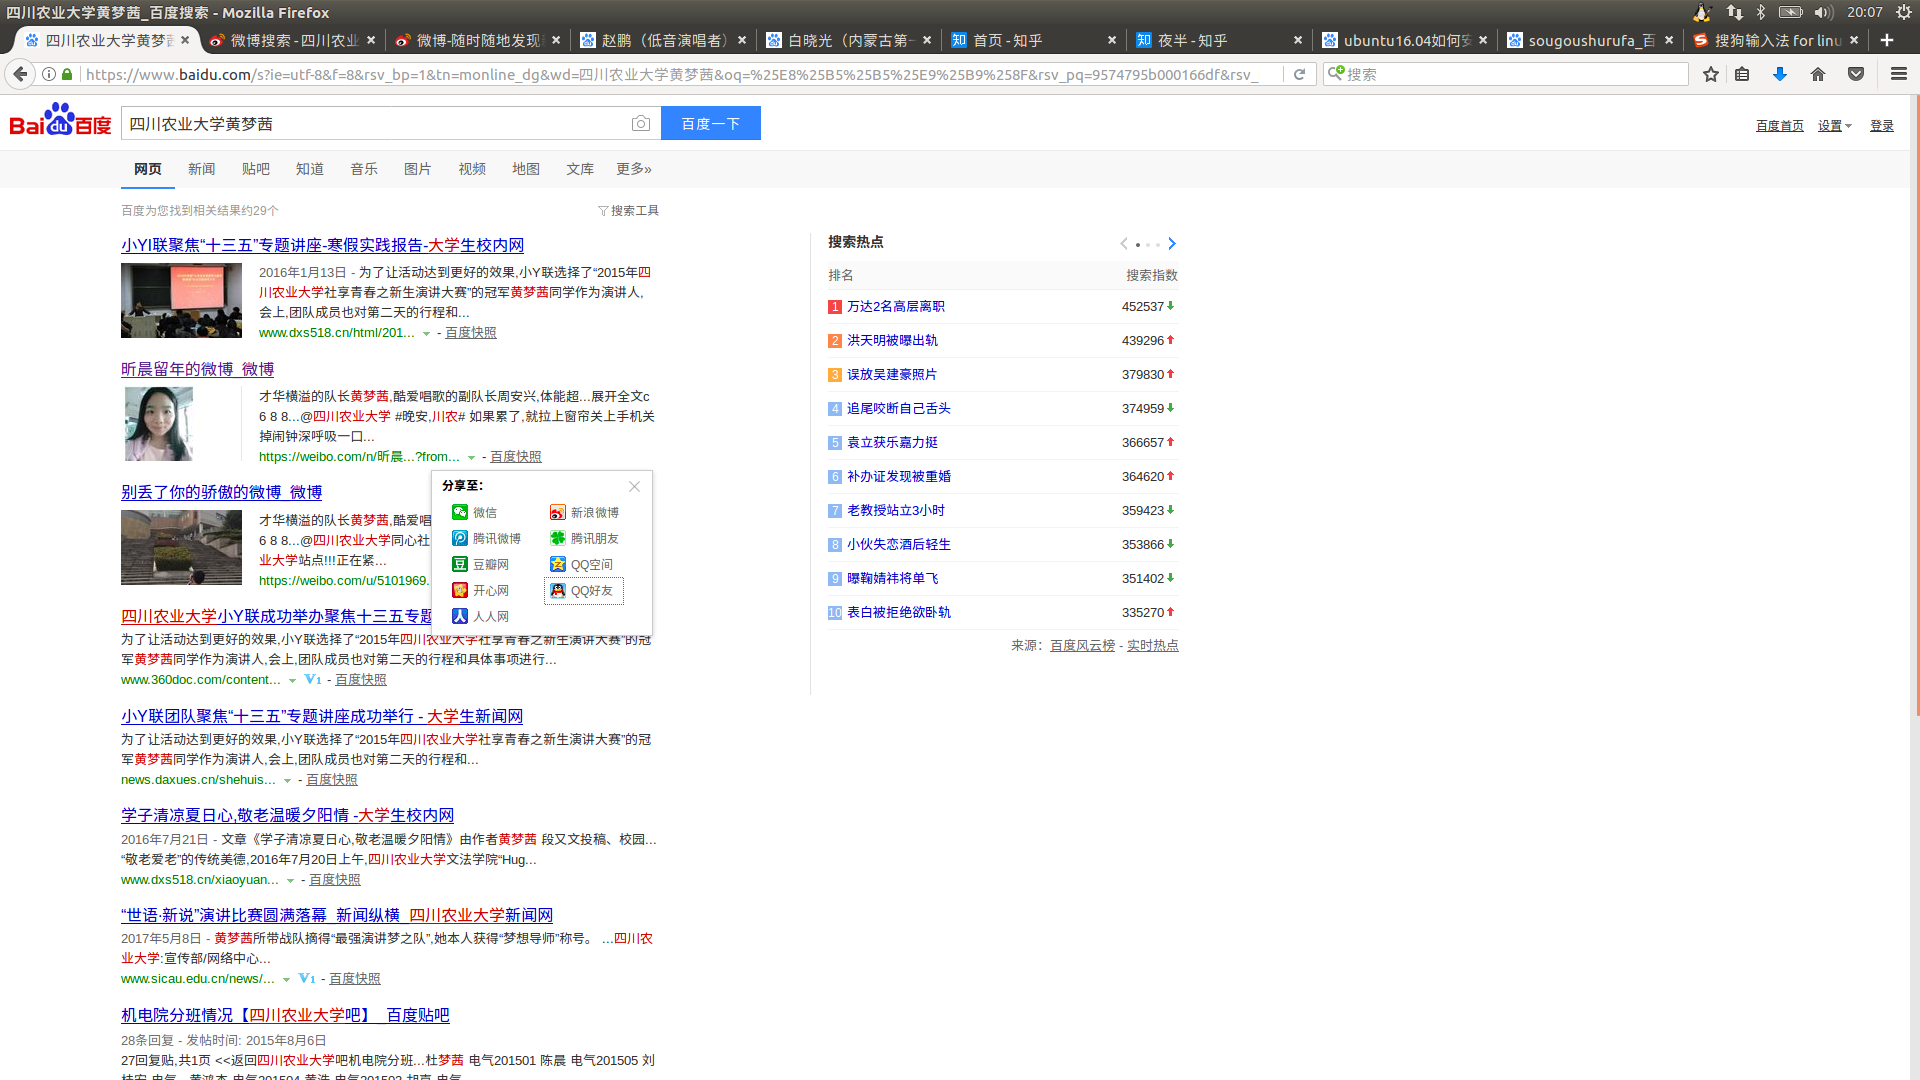 四川农业大学黄梦茜_百度搜索 - Mozilla Firefox
20:07
四川农业大学黄梦茜
微博搜索 - 四川农业
微博-随时随地发现
赵鹏（低音演唱者）
白晓光（内蒙古第一
首页 - 知乎
夜半 - 知乎
ubuntu16.04如何安
sougoushurufa_百
搜狗输入法 for linu
https://www.baidu.com/s?ie=utf-8&f=8&rsv_bp=1&tn=monline_dg&wd=四川农业大学黄梦茜&oq=%25E8%25B5%25B5%25E9%25B9%258F&rsv_pq=9574795b000166df&rsv_
搜索
Bai du 百度
四川农业大学黄梦茜
百度一下
百度首页 设置 登录
网页 新闻 贴吧 知道 音乐 图片 视频 地图 文库 更多»
百度为您找到相关结果约29个
搜索工具
小YI联聚焦“十三五”专题讲座-寒假实践报告-大学生校内网
2016年1月13日 - 为了让活动达到更好的效果,小Y联选择了“2015年四
川农业大学社享青春之新生演讲大赛”的冠军黄梦茜同学作为演讲人,
会上,团队成员也对第二天的行程和...
www.dxs518.cn/html/201... - 百度快照
昕晨留年的微博_微博
才华横溢的队长黄梦茜,酷爱唱歌的副队长周安兴,体能超...展开全文c
6 8 8...@四川农业大学 #晚安,川农# 如果累了,就拉上窗帘关上手机关
掉闹钟深呼吸一口...
https://weibo.com/n/昕晨...?from... - 百度快照
别丢了你的骄傲的微博_微博
才华横溢的队长黄梦茜,酷爱唱
6 8 8...@四川农业大学同心社
业大学站点!!!正在紧...
https://weibo.com/u/5101969.
分享至:
微信 新浪微博
腾讯微博 腾讯朋友
豆瓣网 QQ空间
开心网 QQ好友
人人网
四川农业大学小Y联成功举办聚焦十三五专题
为了让活动达到更好的效果,小Y联选择了“2015年四川农业大学社享青春之新生演讲大赛”的冠
军黄梦茜同学作为演讲人,会上,团队成员也对第二天的行程和具体事项进行...
www.360doc.com/content... V1 - 百度快照
小Y联团队聚焦“十三五”专题讲座成功举行 - 大学生新闻网
为了让活动达到更好的效果,小Y联选择了“2015年四川农业大学社享青春之新生演讲大赛”的冠
军黄梦茜同学作为演讲人,会上,团队成员也对第二天的行程和...
news.daxues.cn/shehuis... - 百度快照
学子清凉夏日心,敬老温暖夕阳情 -大学生校内网
2016年7月21日 - 文章《学子清凉夏日心,敬老温暖夕阳情》由作者黄梦茜 段又文投稿、校园...
“敬老爱老”的传统美德,2016年7月20日上午,四川农业大学文法学院“Hug...
www.dxs518.cn/xiaoyuan... - 百度快照
“世语·新说”演讲比赛圆满落幕_新闻纵横_四川农业大学新闻网
2017年5月8日 - 黄梦茜所带战队摘得“最强演讲梦之队”,她本人获得“梦想导师”称号。 ...四川农
业大学:宣传部/网络中心...
www.sicau.edu.cn/news/... V1 - 百度快照
机电院分班情况【四川农业大学吧】_百度贴吧
28条回复 - 发帖时间: 2015年8月6日
27回复贴,共1页 <<返回四川农业大学吧机电院分班...杜梦茜 电气201501 陈晨 电气201505 刘
搜索热点
排名 搜索指数
1 万达2名高层离职 452537
2 洪天明被曝出轨 439296
3 误放吴建豪照片 379830
4 追尾咬断自己舌头 374959
5 袁立获乐嘉力挺 366657
6 补办证发现被重婚 364620
7 老教授站立3小时 359423
8 小伙失恋酒后轻生 353866
9 曝鞠婧祎将单飞 351402
10 表白被拒绝欲卧轨 335270
来源：百度风云榜 - 实时热点